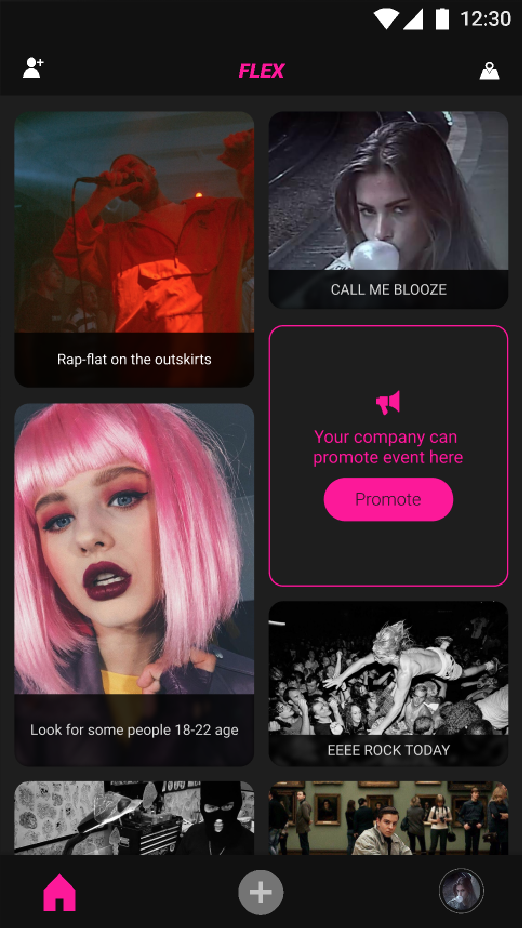 12:30
FLEX
Rap-flat on the outskirts
CALL ME BLOOZE
Your company can
promote event here
Promote
Look for some people 18-22 age
EEEE ROCK TODAY